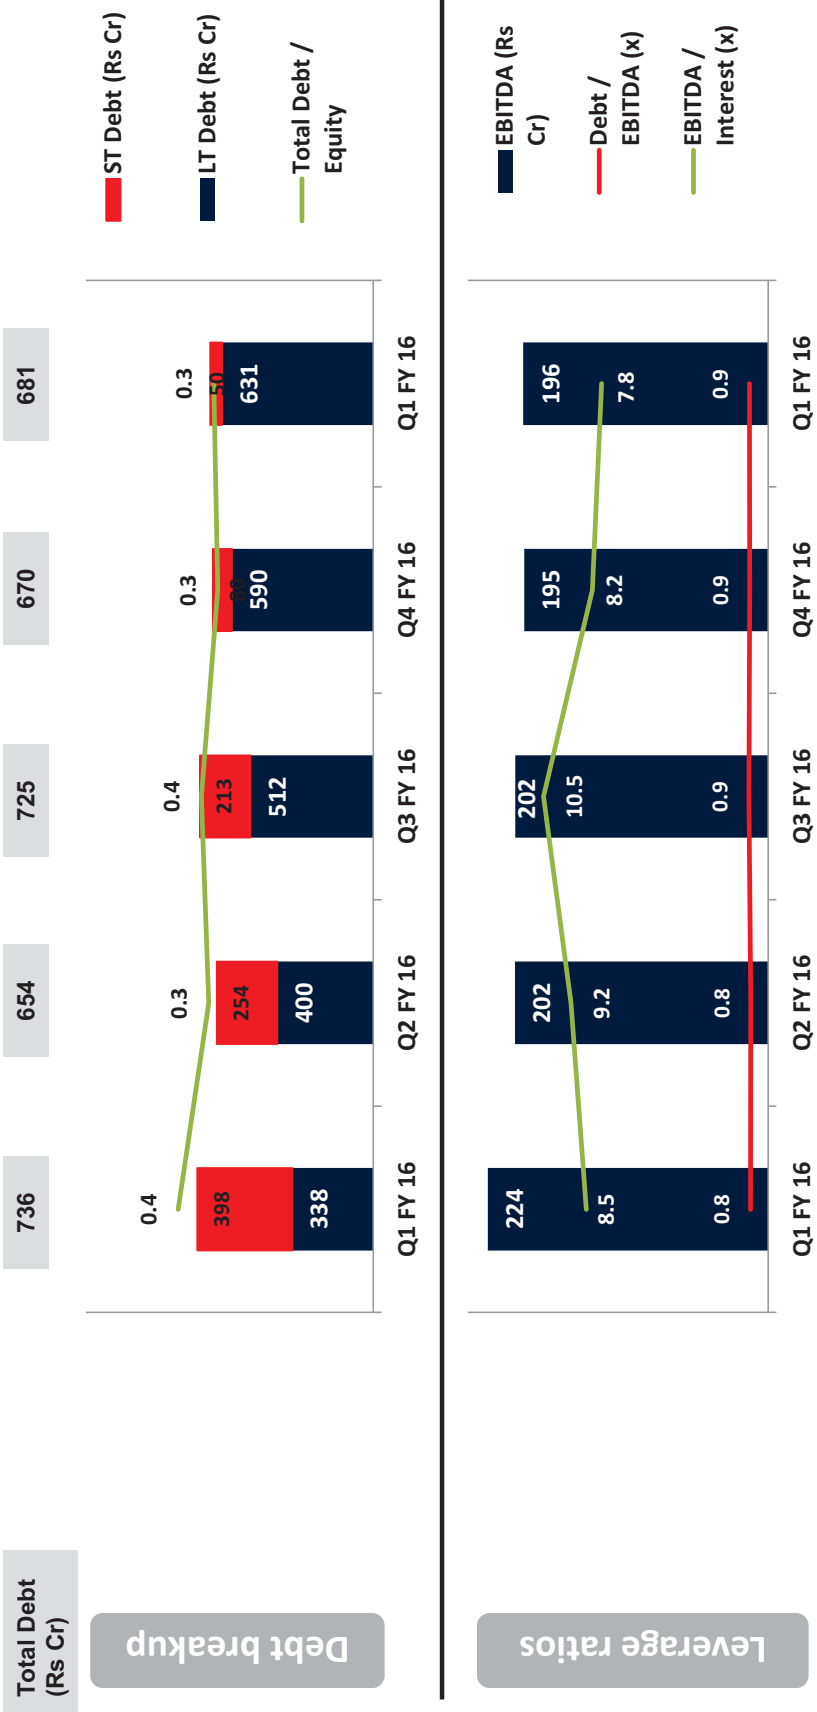 Total Debt
(Rs Cr)
736
654
725
670
681
Debt breakup
0.4
0.3
0.4
0.3
0.3
398
254
213
80
50
338
400
512
590
631
Q1 FY 16
Q2 FY 16
Q3 FY 16
Q4 FY 16
Q1 FY 16
ST Debt (Rs Cr)
LT Debt (Rs Cr)
Total Debt /
Equity
Leverage ratios
224
202
202
195
196
8.5
9.2
10.5
8.2
7.8
0.8
0.8
0.9
0.9
0.9
Q1 FY 16
Q2 FY 16
Q3 FY 16
Q4 FY 16
Q1 FY 16
EBITDA (Rs
Cr)
Debt /
EBITDA (x)
EBITDA /
Interest (x)